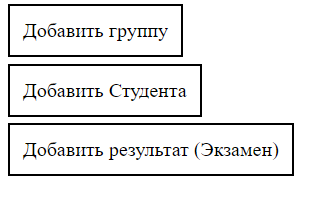 Добавить группу
Добавить Студента
Добавить результат (Экзамен)